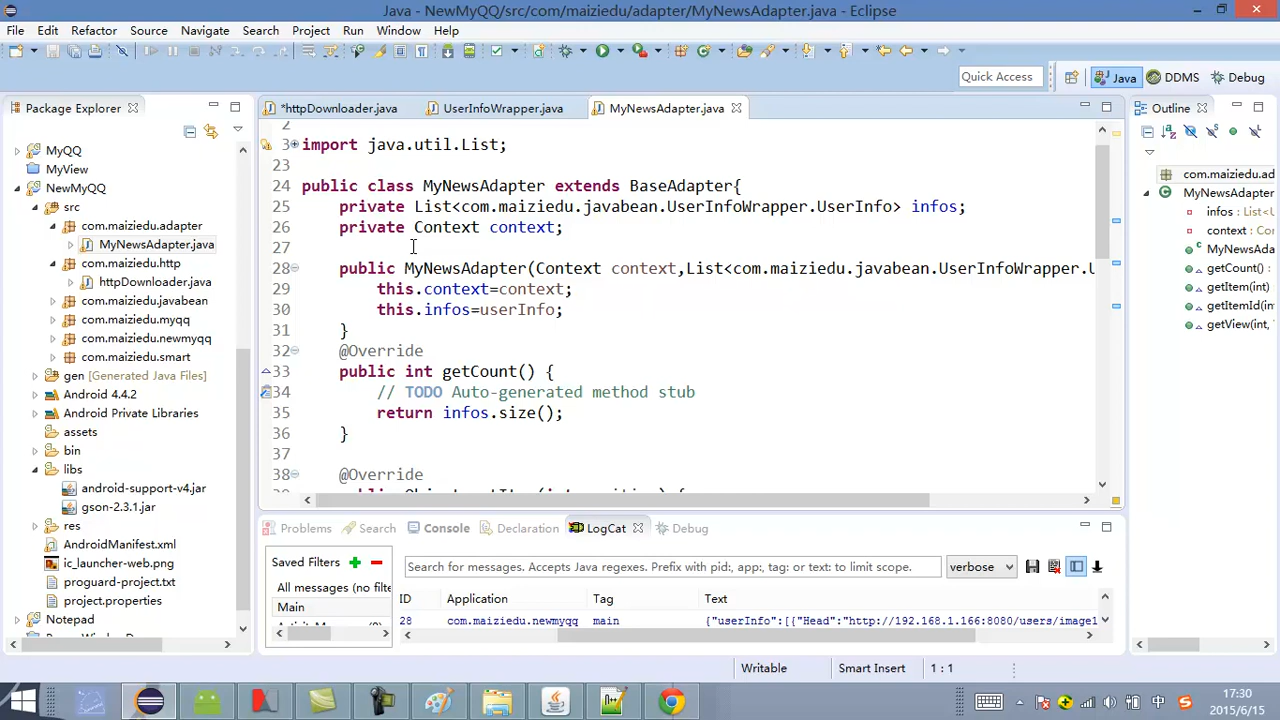 Java - NewMyQQ/src/com/maiziedu/adapter/MyNewsAdapter.java - Eclipse
File Edit Refactor Source Navigate Search Project Run Window Help
Quick Access
Java
DDMS
Debug
Package Explorer
MyQQ
MyView
NewMyQQ
src
com.maiziedu.adapter
MyNewsAdapter.java
com.maiziedu.http
httpDownloader.java
com.maiziedu.javabean
com.maiziedu.myqq
com.maiziedu.newmyqq
com.maiziedu.smart
gen [Generated Java Files]
Android 4.4.2
Android Private Libraries
assets
bin
libs
android-support-v4.jar
gson-2.3.1.jar
res
AndroidManifest.xml
ic_launcher-web.png
proguard-project.txt
project.properties
Notepad
*httpDownloader.java
UserInfoWrapper.java
MyNewsAdapter.java
2
3 import java.util.List;
23
24 public class MyNewsAdapter extends BaseAdapter{
25 private List<com.maiziedu.javabean.UserInfoWrapper.UserInfo> infos;
26 private Context context;
27
28 public MyNewsAdapter(Context context,List<com.maiziedu.javabean.UserInfoWrapper.U
29 this.context=context;
30 this.infos=userInfo;
31 }
32 @Override
33 public int getCount() {
34 // TODO Auto-generated method stub
35 return infos.size();
36 }
37
38 @Override
Outline
com.maiziedu.ad
MyNewsAdapter
infos : List<U
context : Con
MyNewsAdap
getCount() : i
getItem(int)
getItemId(int)
getView(int,
Problems
Search
Console
Declaration
LogCat
Debug
Saved Filters
All messages (no filte
Main
Search for messages. Accepts Java regexes. Prefix with pid:, app:, tag: or text to limit scope.
verbose
ID Application Tag Text
28 com.maiziedu.newmyqq main {"userInfo":[{"Head":"http://192.168.1.166:8080/users/image1
Writable
Smart Insert
1 : 1
中
17:30
2015/6/15